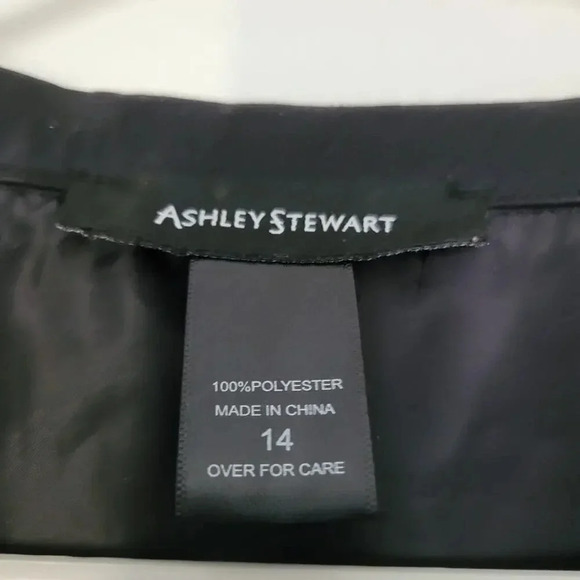 ASHLEY STEWART
100%POLYESTER
MADE IN CHINA
14
OVER FOR CARE